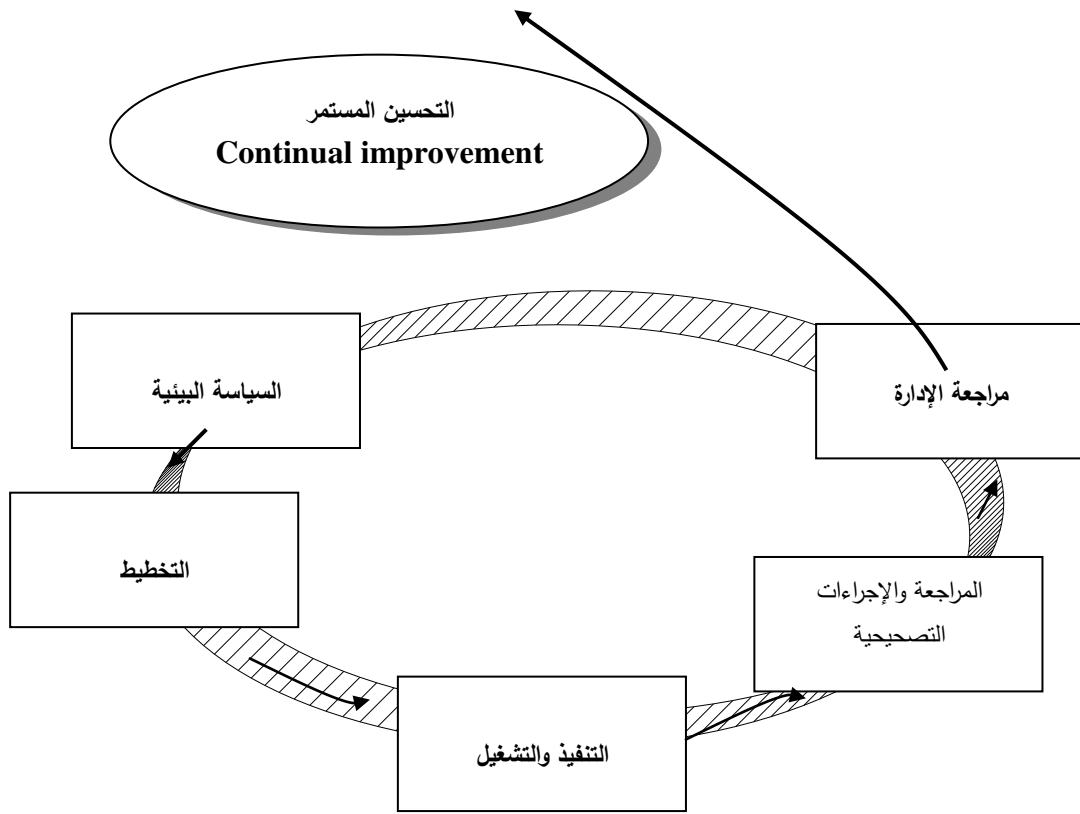 التحسين المستمر
Continual improvement
مراجعة الإدارة
السياسة البيئية
التخطيط
المراجعة والإجراءات
التصحيحية
التنفيذ والتشغيل